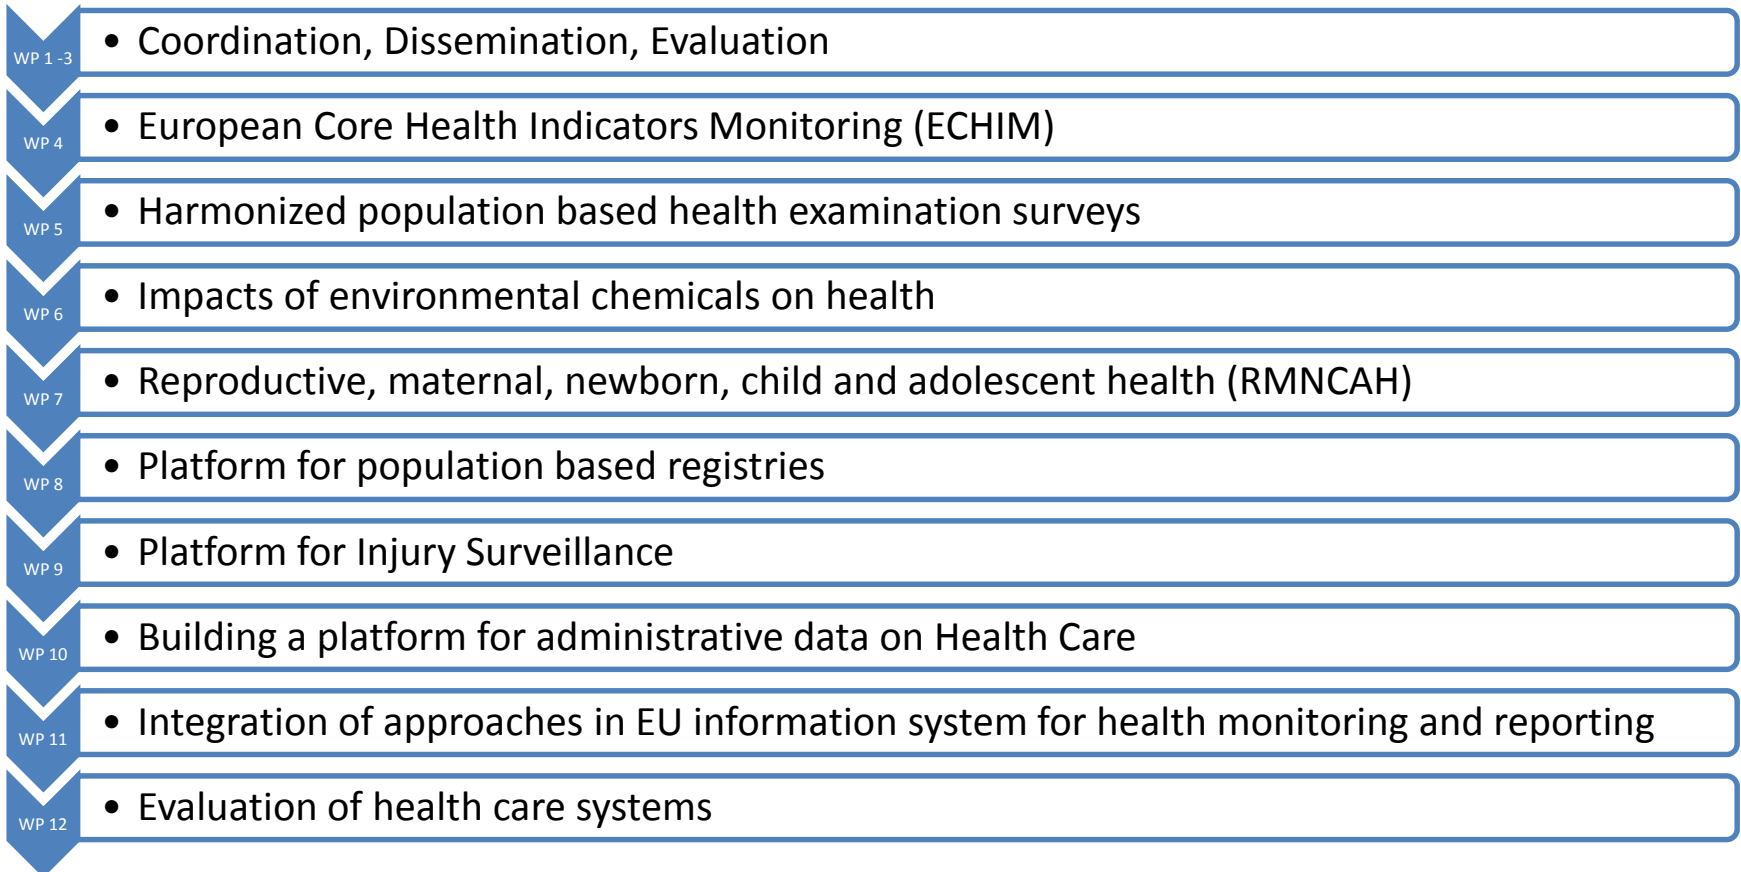 WP 1 -3
• Coordination, Dissemination, Evaluation
WP 4
• European Core Health Indicators Monitoring (ECHIM)
WP 5
• Harmonized population based health examination surveys
WP 6
• Impacts of environmental chemicals on health
WP 7
• Reproductive, maternal, newborn, child and adolescent health (RMNCAH)
WP 8
• Platform for population based registries
WP 9
• Platform for Injury Surveillance
WP 10
• Building a platform for administrative data on Health Care
WP 11
• Integration of approaches in EU information system for health monitoring and reporting
WP 12
• Evaluation of health care systems